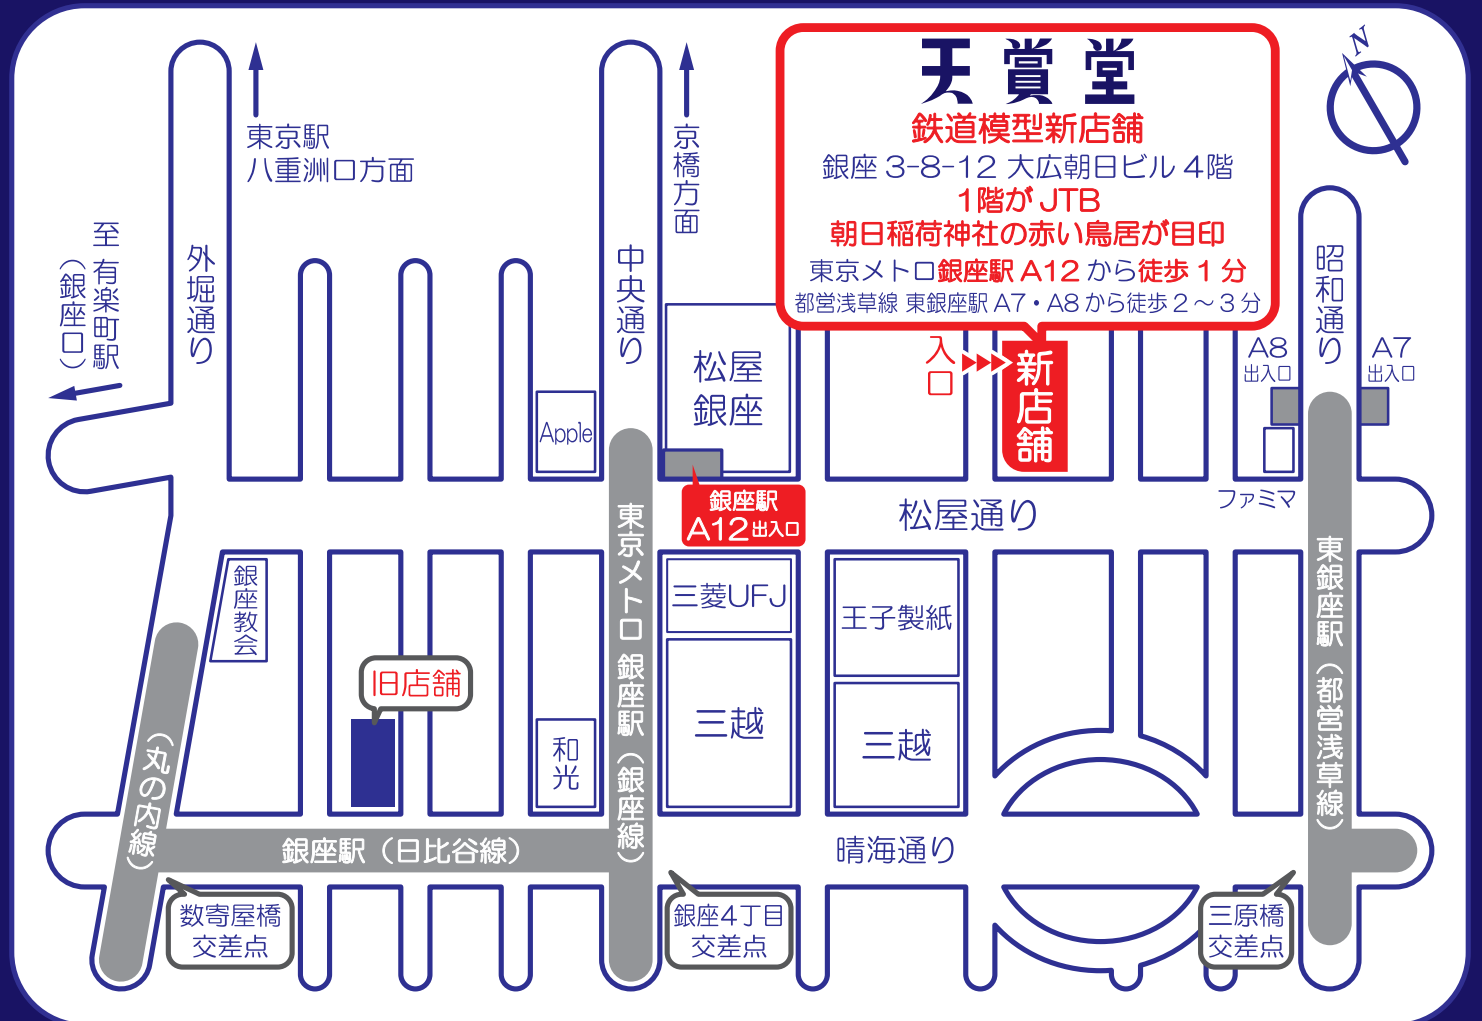 天賞堂
鉄道模型新店舗
銀座 3-8-12 大広朝日ビル 4階
1階が JTB
朝日稲荷神社の赤い鳥居が目印
東京メトロ銀座駅 A12 から徒歩 1 分
都営浅草線 東銀座駅 A7・A8 から徒歩 2 ～ 3 分
N
東京駅
八重洲口方面
京橋方面
至 有楽町駅
（銀座口）
外堀通り
中央通り
昭和通り
松屋
銀座
Apple
入口
新店舗
A8
出入口
A7
出入口
ファミマ
銀座駅
A12 出入口
松屋通り
銀座教会
旧店舗
和光
三菱UFJ
三越
王子製紙
三越
東京メトロ 銀座駅（銀座線）
東銀座駅（都営浅草線）
（丸の内線）
銀座駅（日比谷線）
晴海通り
数寄屋橋
交差点
銀座4丁目
交差点
三原橋
交差点